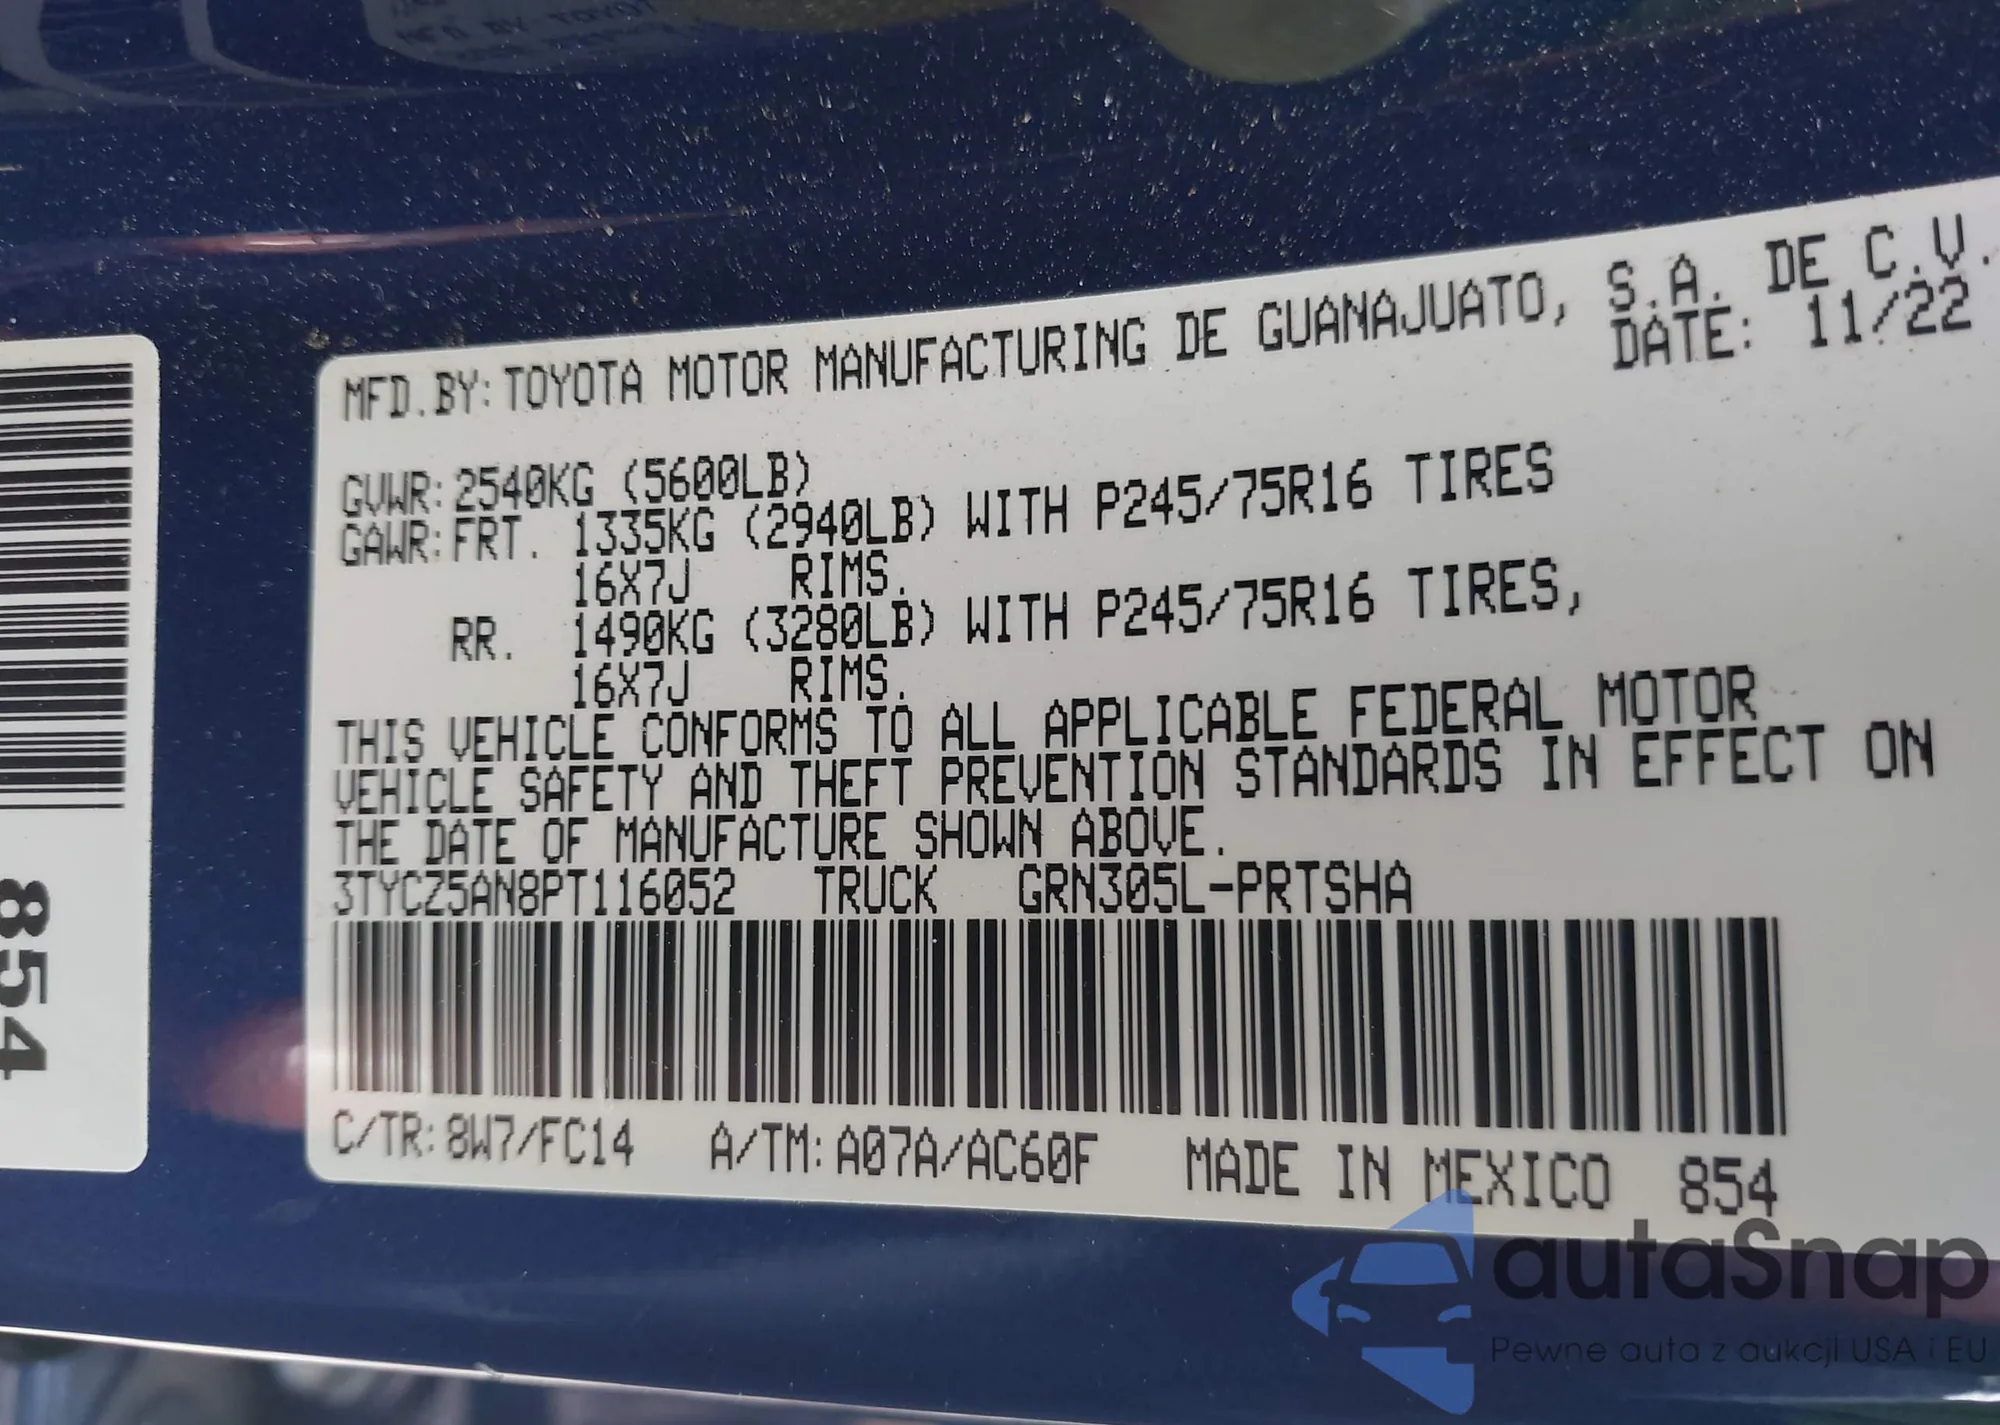 MFD BY TOYOT
MFD.BY: TOYOTA MOTOR MANUFACTURING DE GUANAJUATO, S.A. DE C.V.
DATE: 11/22
GVWR: 2540KG (5600LB)
GAWR: FRT. 1335KG (2940LB) WITH P245/75R16 TIRES
16X7J RIMS.
RR. 1490KG (3280LB) WITH P245/75R16 TIRES,
16X7J RIMS.
THIS VEHICLE CONFORMS TO ALL APPLICABLE FEDERAL MOTOR
VEHICLE SAFETY AND THEFT PREVENTION STANDARDS IN EFFECT ON
THE DATE OF MANUFACTURE SHOWN ABOVE.
3TYCZ5AN8PT116052 TRUCK GRN305L-PRTSHA
C/TR: 8W7/FC14 A/TM: A07A/AC60F MADE IN MEXICO 854
854
autaSnap
Pewne auta z aukcji USA i EU